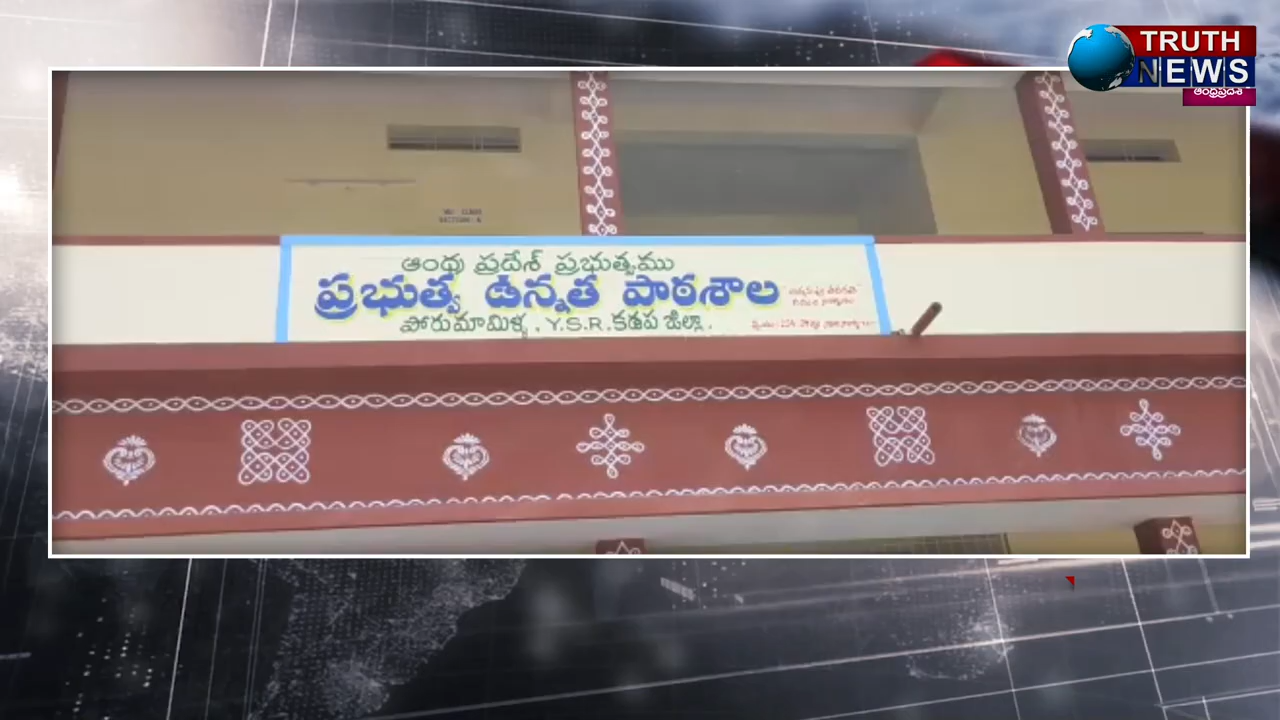 TRUTH
NEWS
ఆంధ్రప్రదేశ్
ఆంధ్ర ప్రదేశ్ ప్రభుత్వము
ప్రభుత్వ ఉన్నత పాఠశాల
పోరుమామిళ్ళ, Y.S.R. కడప జిల్లా.